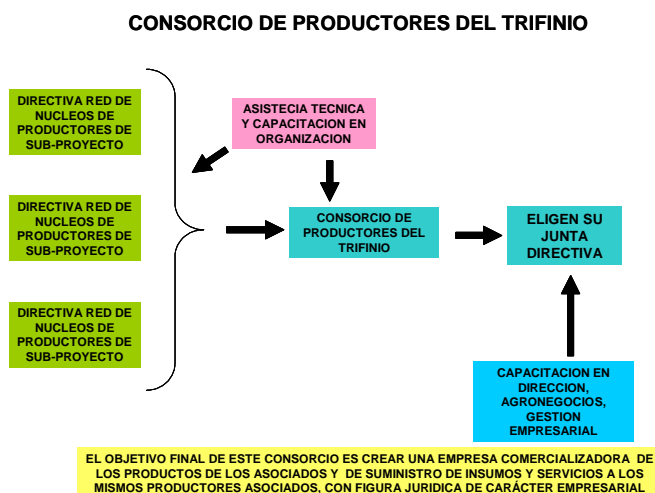 CONSORCIO DE PRODUCTORES DEL TRIFINIO
DIRECTIVA RED DE
NUCLEOS DE
PRODUCTORES DE
SUB-PROYECTO
ASISTECIA TECNICA
Y CAPACITACION EN
ORGANIZACION
DIRECTIVA RED DE
NUCLEOS DE
PRODUCTORES DE
SUB-PROYECTO
CONSORCIO DE
PRODUCTORES DEL
TRIFINIO
ELIGEN SU
JUNTA
DIRECTIVA
DIRECTIVA RED DE
NUCLEOS DE
PRODUCTORES DE
SUB-PROYECTO
CAPACITACION EN
DIRECCION,
AGRONEGOCIOS,
GESTION
EMPRESARIAL
EL OBJETIVO FINAL DE ESTE CONSORCIO ES CREAR UNA EMPRESA COMERCIALIZADORA DE
LOS PRODUCTOS DE LOS ASOCIADOS Y DE SUMINISTRO DE INSUMOS Y SERVICIOS A LOS
MISMOS PRODUCTORES ASOCIADOS, CON FIGURA JURIDICA DE CARÁCTER EMPRESARIAL